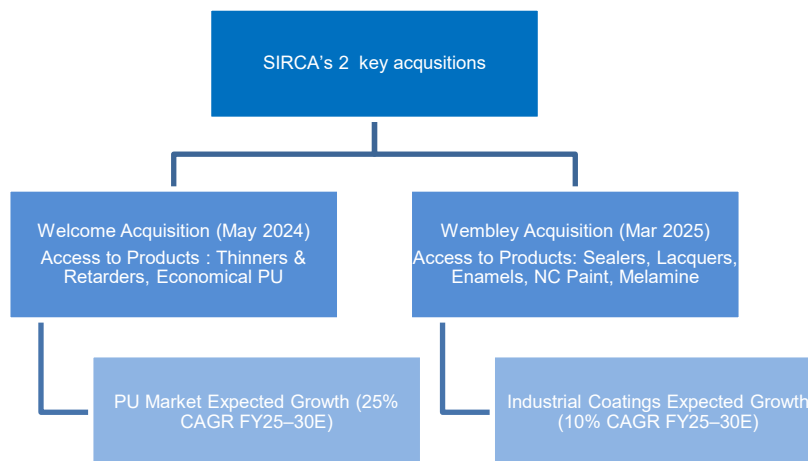 SIRCA's 2 key acqusitions
Welcome Acquisition (May 2024)
Access to Products : Thinners &
Retarders, Economical PU
Wembley Acquisition (Mar 2025)
Access to Products: Sealers, Lacquers,
Enamels, NC Paint, Melamine
PU Market Expected Growth (25%
CAGR FY25–30E)
Industrial Coatings Expected Growth
(10% CAGR FY25–30E)